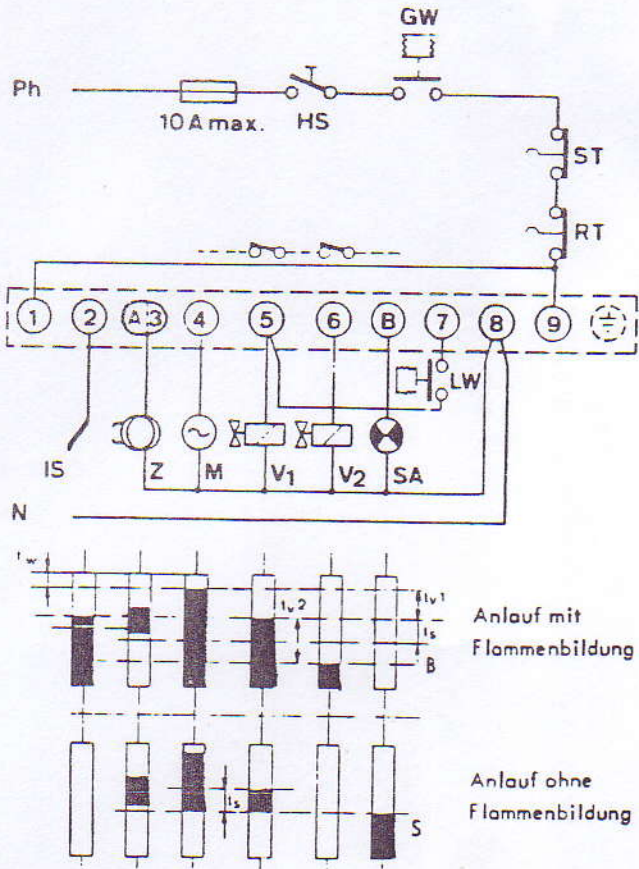 GW
Ph
10 A max.
HS
ST
RT
1 2 A:3 4 5 6 B 7 8 9
LW
IS Z M V1 V2 SA
N
tw
tv1
tv2
ts
B
Anlauf mit
Flammenbildung
ts
S
Anlauf ohne
Flammenbildung